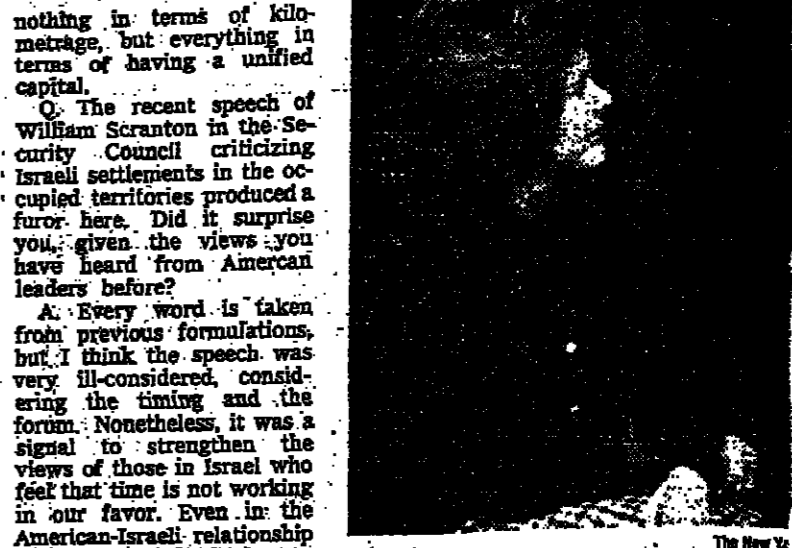 nothing in terms of kilo-
metrage, but everything in
terms of having a unified
capital.
Q. The recent speech of
William Scranton in the Se-
curity Council criticizing
Israeli settlements in the oc-
cupied territories produced a
furor here. Did it surprise
you, given the views you
have heard from Amercan
leaders before?
A. Every word is taken
from previous formulations,
but I think the speech was
very ill-considered, consid-
ering the timing and the
forum. Nonetheless, it was a
signal to strengthen the
views of those in Israel who
feel that time is not working
in our favor. Even in the
American-Israeli relationship
The New